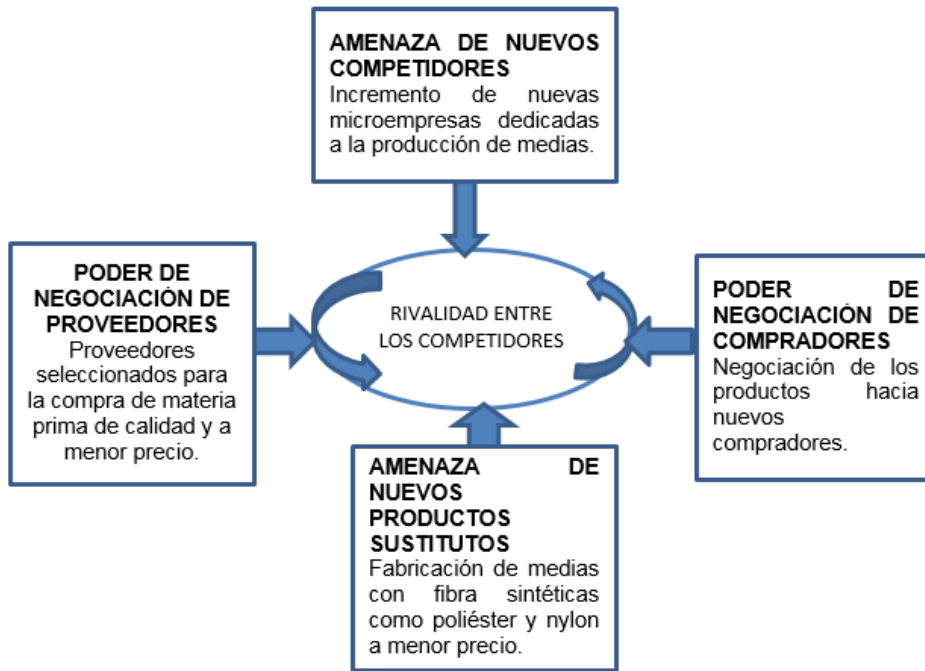 AMENAZA DE NUEVOS
COMPETIDORES
Incremento de nuevas
microempresas dedicadas
a la producción de medias.
PODER DE
NEGOCIACIÓN DE
PROVEEDORES
Proveedores
seleccionados para
la compra de materia
prima de calidad y a
menor precio.
RIVALIDAD ENTRE
LOS COMPETIDORES
PODER DE
NEGOCIACIÓN DE
COMPRADORES
Negociación de los
productos hacia
nuevos
compradores.
AMENAZA DE
NUEVOS
PRODUCTOS
SUSTITUTOS
Fabricación de medias
con fibra sintéticas
como poliéster y nylon
a menor precio.